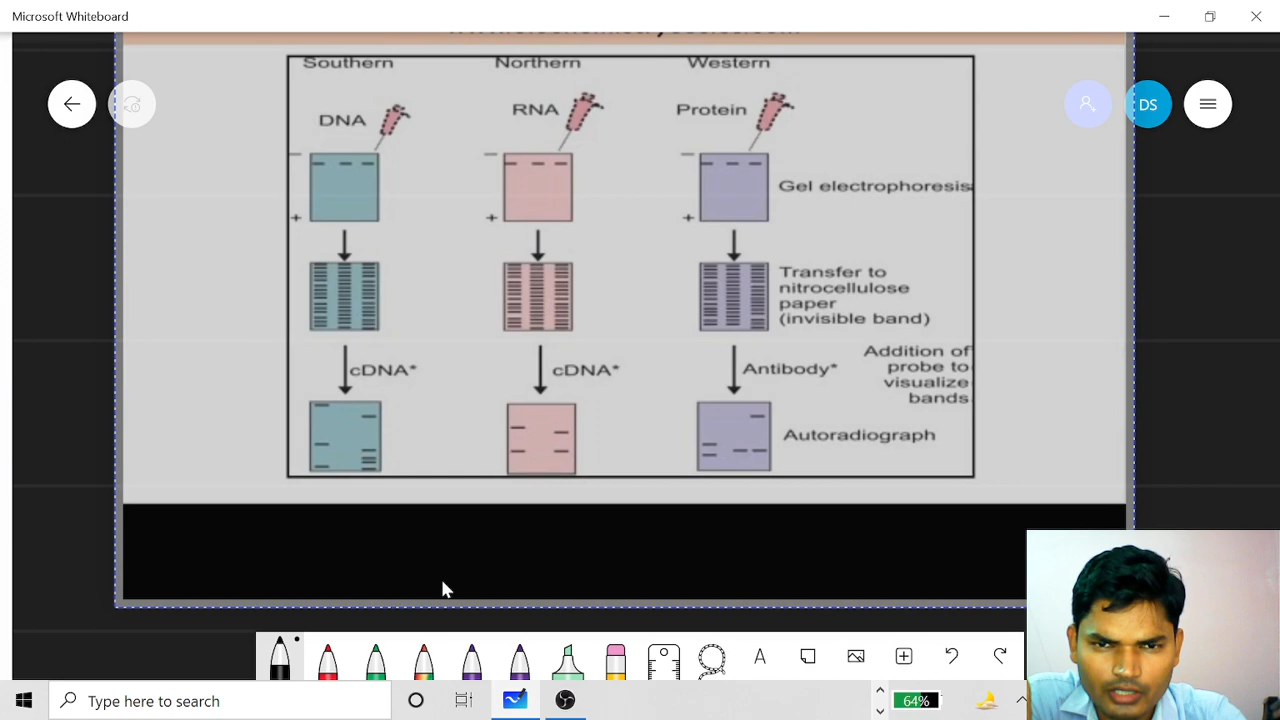 Microsoft Whiteboard
Southern Northern Western
DNA
RNA
Protein
DS
Gel electrophoresis
+ + +
Transfer to
nitrocellulose
paper
(invisible band)
cDNA*
cDNA*
Antibody*
Addition of
probe to
visualize
bands
Autoradiograph
A
Type here to search
64%